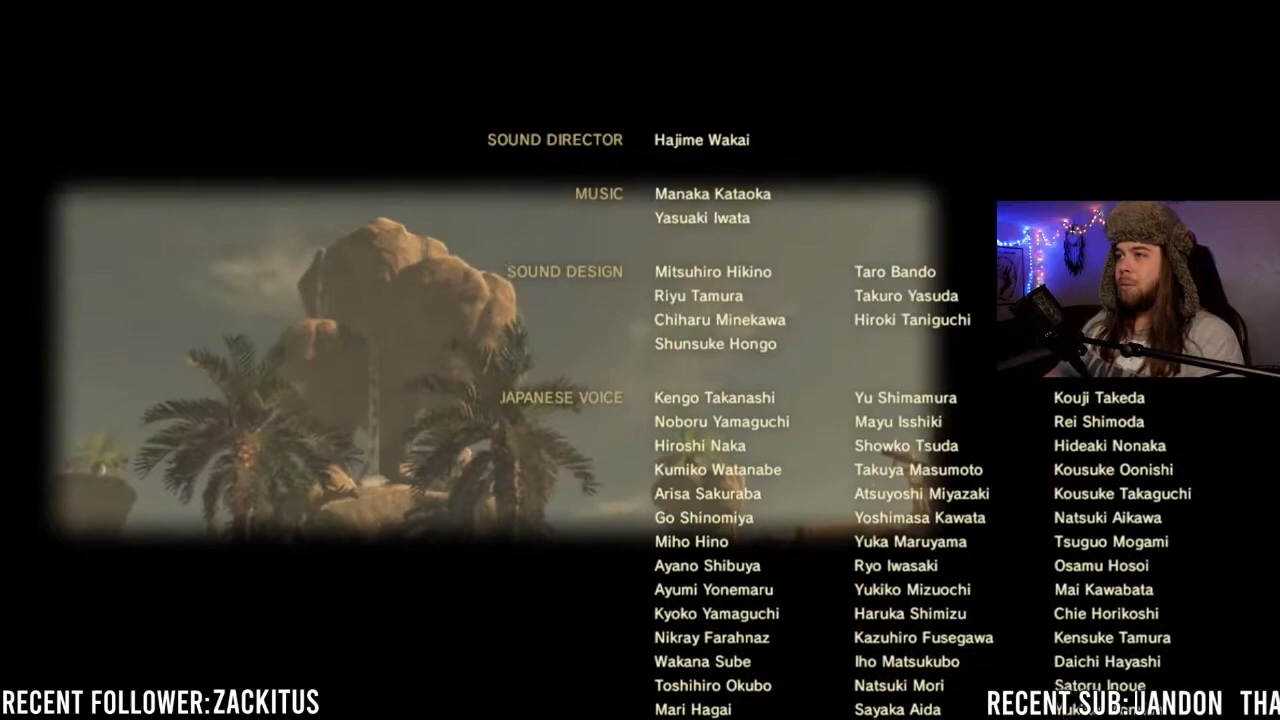 SOUND DIRECTOR Hajime Wakai
MUSIC Manaka Kataoka
Yasuaki Iwata
SOUND DESIGN Mitsuhiro Hikino Taro Bando
Riyu Tamura Takuro Yasuda
Chiharu Minekawa Hiroki Taniguchi
Shunsuke Hongo
JAPANESE VOICE Kengo Takanashi Yu Shimamura Kouji Takeda
Noboru Yamaguchi Mayu Isshiki Rei Shimoda
Hiroshi Naka Showko Tsuda Hideaki Nonaka
Kumiko Watanabe Takuya Masumoto Kousuke Oonishi
Arisa Sakuraba Atsuyoshi Miyazaki Kousuke Takaguchi
Go Shinomiya Yoshimasa Kawata Natsuki Aikawa
Miho Hino Yuka Maruyama Tsuguo Mogami
Ayano Shibuya Ryo Iwasaki Osamu Hosoi
Ayumi Yonemaru Yukiko Mizuochi Mai Kawabata
Kyoko Yamaguchi Haruka Shimizu Chie Horikoshi
Nikray Farahnaz Kazuhiro Fusegawa Kensuke Tamura
Wakana Sube Iho Matsukubo Daichi Hayashi
Toshihiro Okubo Natsuki Mori Satoru Inoue
Mari Hagai Sayaka Aida
RECENT FOLLOWER: ZACKITUS RECENT SUB: THA